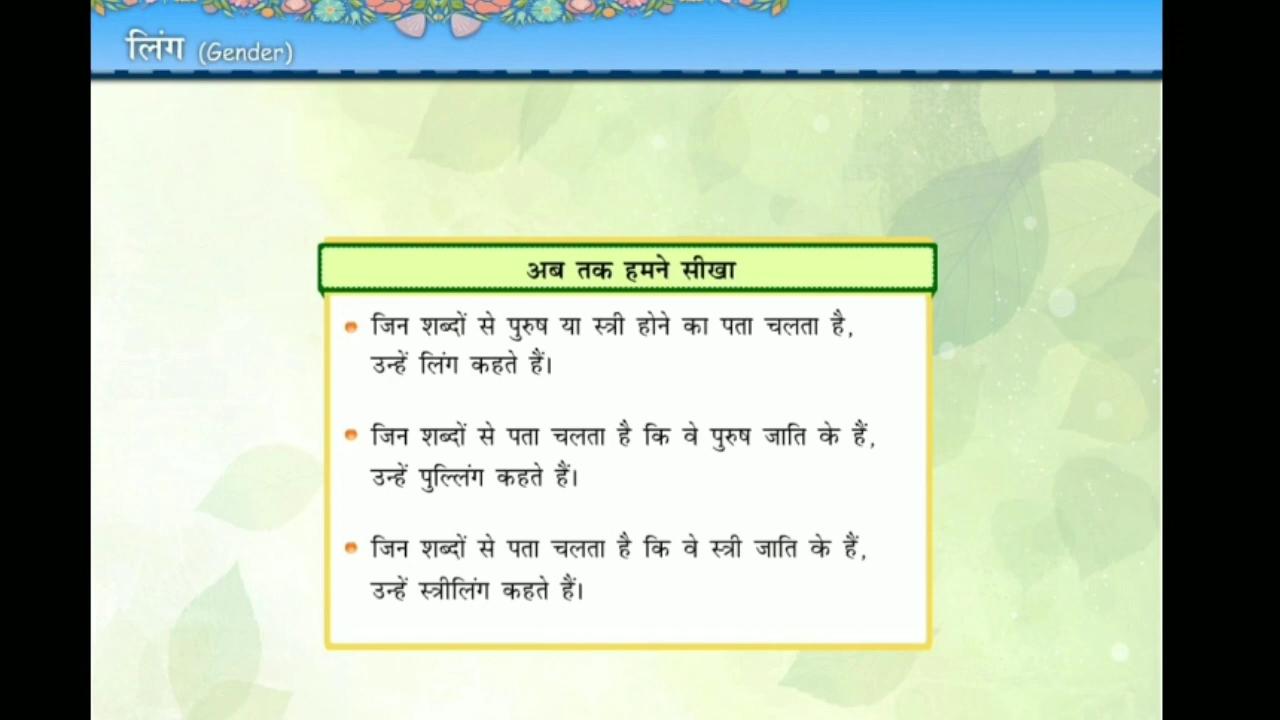 लिंग (Gender)
अब तक हमने सीखा
जिन शब्दों से पुरुष या स्त्री होने का पता चलता है,
उन्हें लिंग कहते हैं।
जिन शब्दों से पता चलता है कि वे पुरुष जाति के हैं,
उन्हें पुल्लिंग कहते हैं।
जिन शब्दों से पता चलता है कि वे स्त्री जाति के हैं,
उन्हें स्त्रीलिंग कहते हैं।